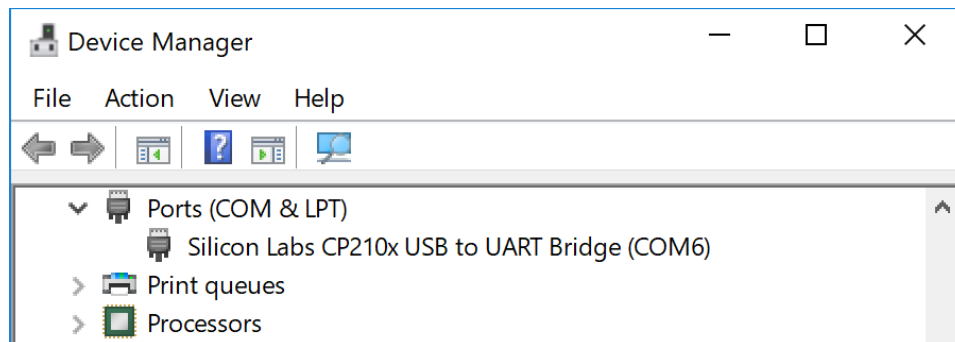 Device Manager
File Action View Help
Ports (COM & LPT)
Silicon Labs CP210x USB to UART Bridge (COM6)
Print queues
Processors